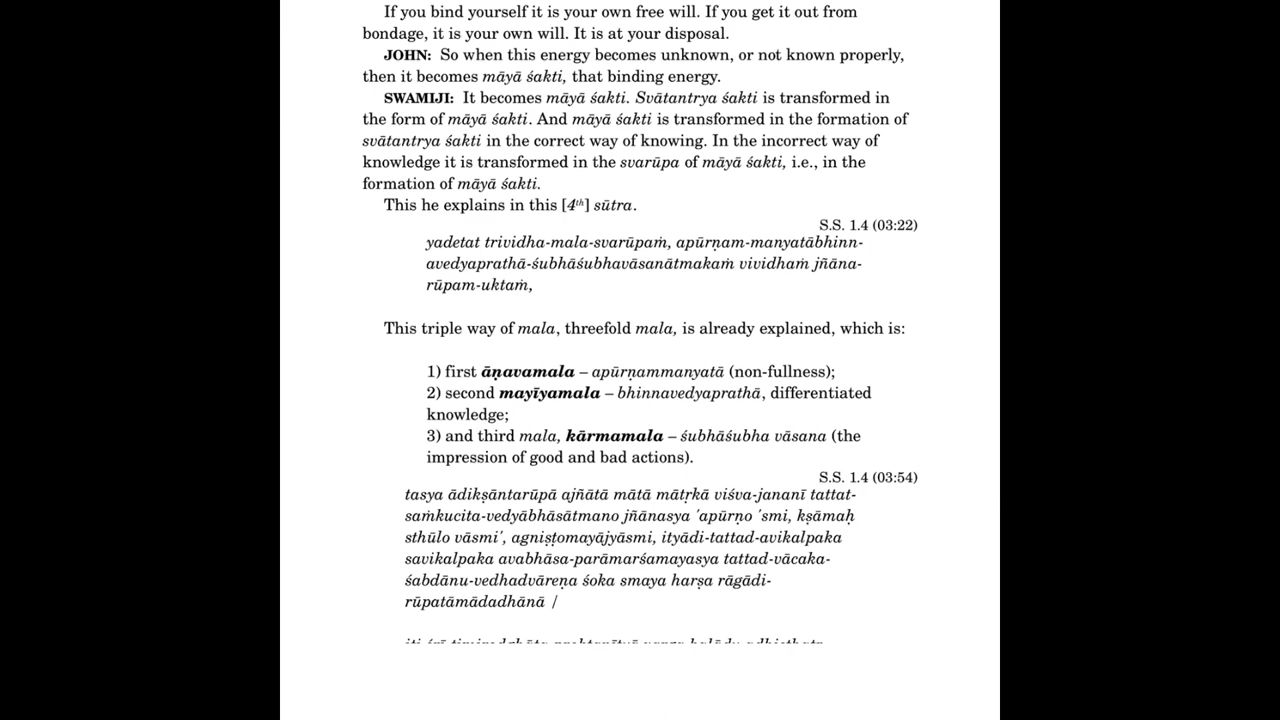 If you bind yourself it is your own free will. If you get it out from
bondage, it is your own will. It is at your disposal.
JOHN: So when this energy becomes unknown, or not known properly,
then it becomes māyā śakti, that binding energy.
SWAMIJI: It becomes māyā śakti. Svātantrya śakti is transformed in
the form of māyā śakti. And māyā śakti is transformed in the formation of
svātantrya śakti in the correct way of knowing. In the incorrect way of
knowledge it is transformed in the svarūpa of māyā śakti, i.e., in the
formation of māyā śakti.
This he explains in this [4th] sūtra.
S.S. 1.4 (03:22)
yadetat trividha-mala-svarūpaṁ, apūrṇam-manyatābhinn-
avedyaprathā-śubhāśubhavāsanātmakaṁ vividhaṁ jñāna-
rūpam-uktaṁ,
This triple way of mala, threefold mala, is already explained, which is:
1) first āṇavamala – apūrṇammanyatā (non-fullness);
2) second mayīyamala – bhinnavedyaprathā, differentiated
knowledge;
3) and third mala, kārmamala – śubhāśubha vāsana (the
impression of good and bad actions).
S.S. 1.4 (03:54)
tasya ādikṣāntarūpā ajñātā mātā mātṛkā viśva-jananī tattat-
saṁkucita-vedyābhāsātmano jñānasya 'apūrṇo 'smi, kṣāmaḥ
sthūlo vāsmi', agniṣṭomayājyāsmi, ityādi-tattad-avikalpaka
savikalpaka avabhāsa-parāmarśamayasya tattad-vācaka-
śabdānu-vedhadvāreṇa śoka smaya harṣa rāgādi-
rūpatāmādadhānā /